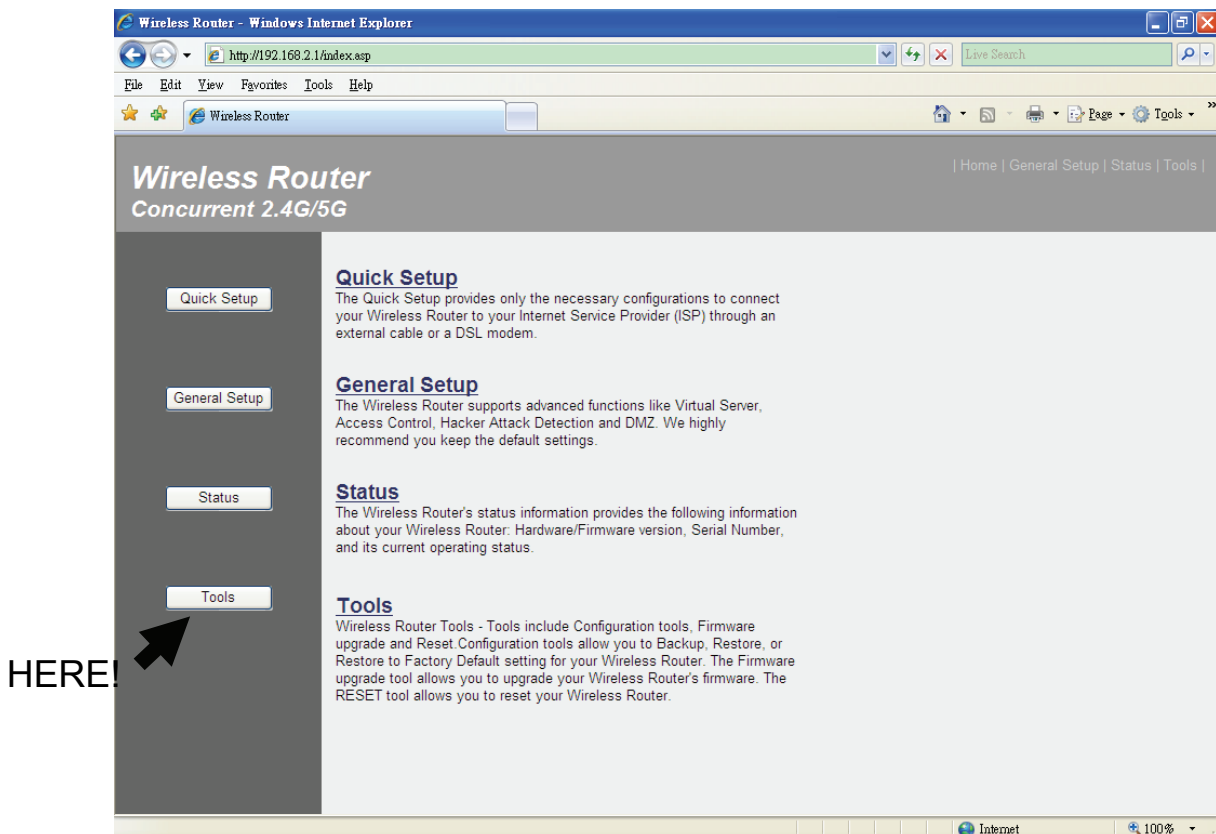 Wireless Router - Windows Internet Explorer
http://192.168.2.1/index.asp
Live Search
File Edit View Favorites Tools Help
Wireless Router
Page Tools »
Wireless Router
Concurrent 2.4G/5G
| Home | General Setup | Status | Tools |
Quick Setup
Quick Setup
The Quick Setup provides only the necessary configurations to connect
your Wireless Router to your Internet Service Provider (ISP) through an
external cable or a DSL modem.
General Setup
General Setup
The Wireless Router supports advanced functions like Virtual Server,
Access Control, Hacker Attack Detection and DMZ. We highly
recommend you keep the default settings.
Status
Status
The Wireless Router's status information provides the following information
about your Wireless Router: Hardware/Firmware version, Serial Number,
and its current operating status.
Tools
Tools
Wireless Router Tools - Tools include Configuration tools, Firmware
upgrade and Reset.Configuration tools allow you to Backup, Restore, or
Restore to Factory Default setting for your Wireless Router. The Firmware
upgrade tool allows you to upgrade your Wireless Router's firmware. The
RESET tool allows you to reset your Wireless Router.
HERE!
Internet
100%